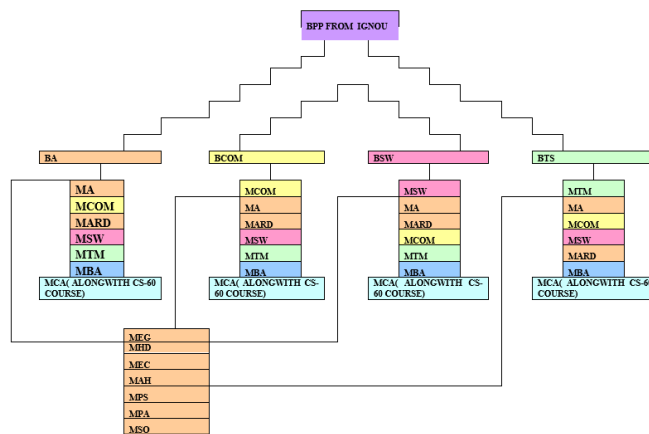 BPP FROM IGNOU
BA
BCOM
BSW
BTS
MA
MCOM
MARD
MSW
MTM
MBA
MCA( ALONGWITH CS-60
COURSE)
MCOM
MA
MARD
MSW
MTM
MBA
MCA( ALONGWITH CS-
60 COURSE)
MSW
MA
MARD
MCOM
MTM
MBA
MCA( ALONGWITH CS-
60 COURSE)
MTM
MA
MCOM
MSW
MARD
MBA
MCA( ALONGWITH CS-60
COURSE)
MEG
MHD
MEC
MAH
MPS
MPA
MSO